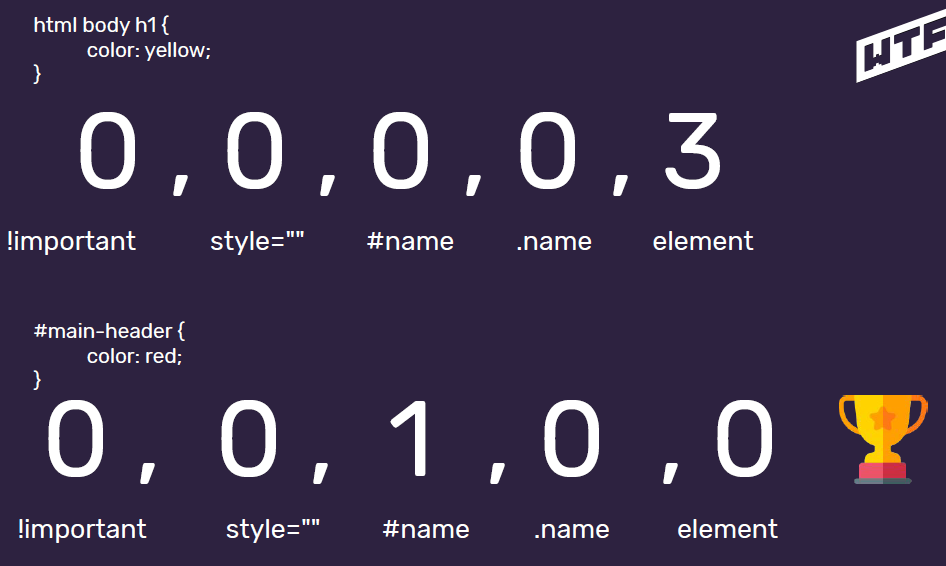 html body h1 {
color: yellow;
}
WTF
0 , 0 , 0 , 0 , 3
!important style="" #name .name element
#main-header {
color: red;
}
0 , 0 , 1 , 0 , 0
!important style="" #name .name element